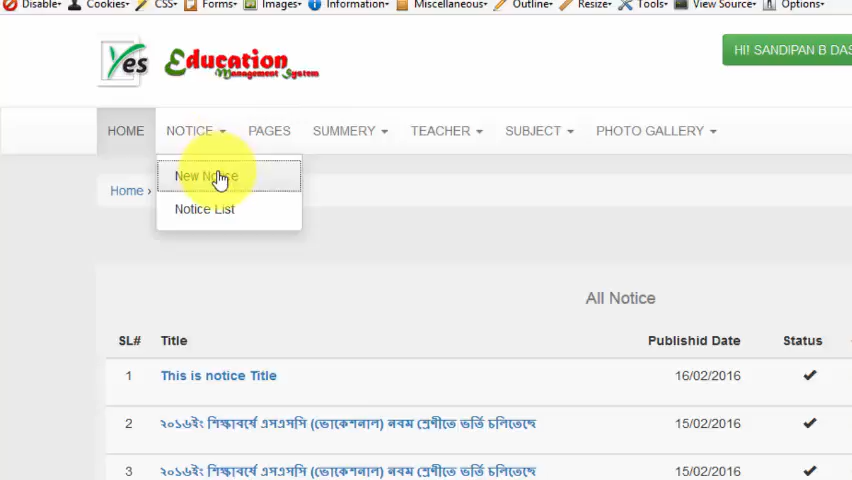 Disable Cookies CSS Forms Images Information Miscellaneous Outline Resize Tools View Source Options
Yes Education
Management System
HI! SANDIPAN B DAS
HOME NOTICE PAGES SUMMERY TEACHER SUBJECT PHOTO GALLERY
New Notice
Home ›
Notice List
All Notice
SL# Title Publishid Date Status
1 This is notice Title 16/02/2016
2 ২০১৬ইং শিক্ষাবর্ষে এসএসসি (ভোকেশনাল) নবম শ্রেণীতে ভর্তি চলিতেছে 15/02/2016
3 ২০১৬ইং শিক্ষাবর্ষে এসএসসি (ভোকেশনাল) নবম শ্রেণীতে ভর্তি চলিতেছে 15/02/2016